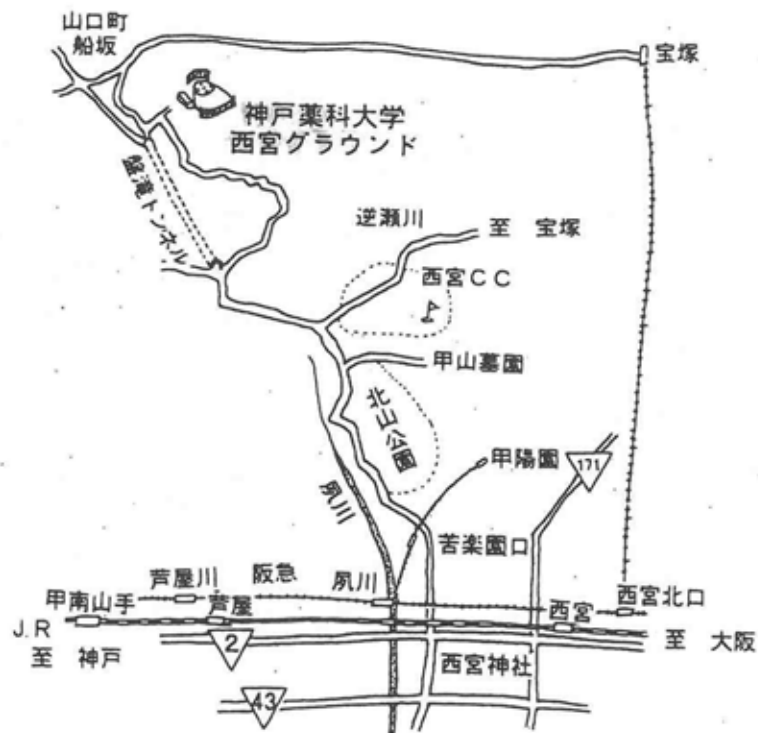 山口町
船坂
宝塚
神戸薬科大学
西宮グラウンド
盤滝トンネル
逆瀬川
至 宝塚
西宮CC
甲山墓園
北山公園
夙川
甲陽園
171
苦楽園口
芦屋川
阪急
夙川
西宮北口
甲南山手
芦屋
西宮
J.R
至 神戸
2
至 大阪
西宮神社
43